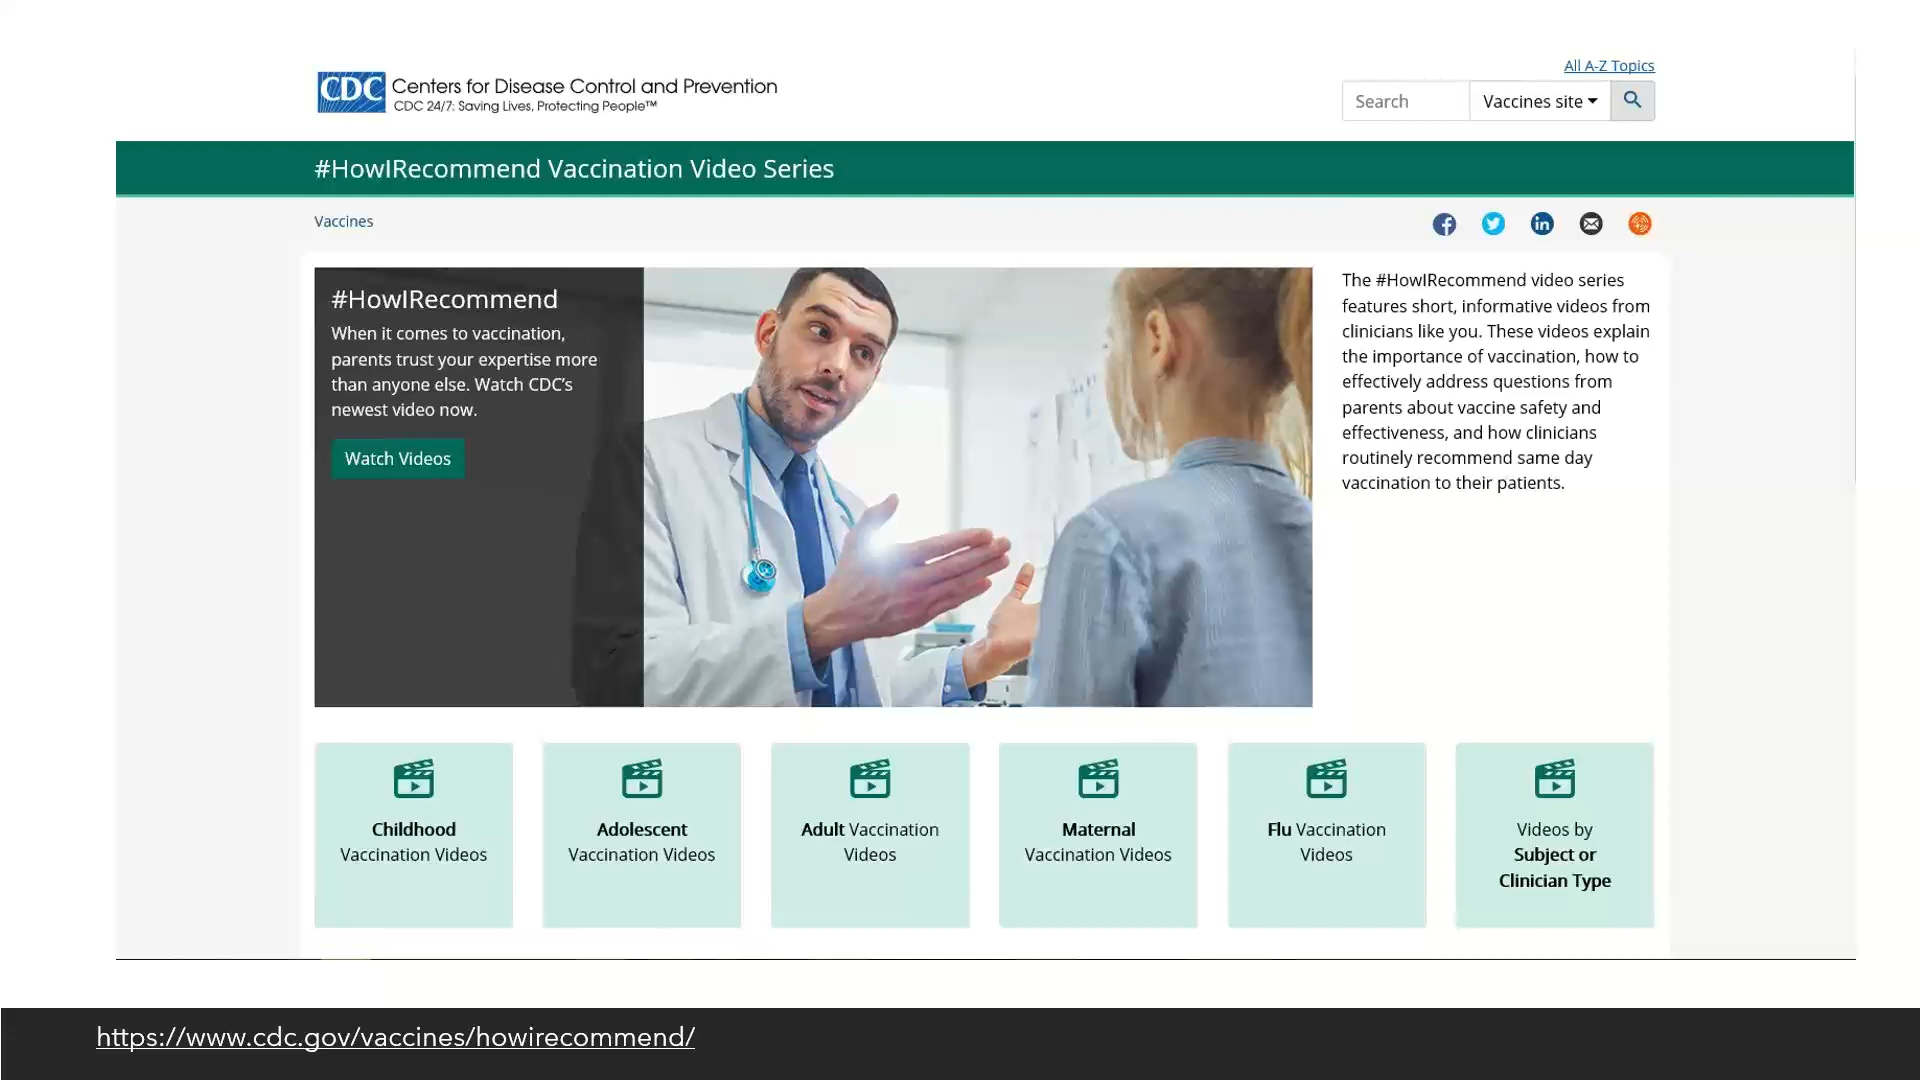 All A-Z Topics
CDC Centers for Disease Control and Prevention
CDC 24/7: Saving Lives, Protecting People™
Search
Vaccines site
#HowIRecommend Vaccination Video Series
Vaccines
#HowIRecommend
When it comes to vaccination,
parents trust your expertise more
than anyone else. Watch CDC's
newest video now.
Watch Videos
The #HowIRecommend video series
features short, informative videos from
clinicians like you. These videos explain
the importance of vaccination, how to
effectively address questions from
parents about vaccine safety and
effectiveness, and how clinicians
routinely recommend same day
vaccination to their patients.
Childhood
Vaccination Videos
Adolescent
Vaccination Videos
Adult Vaccination
Videos
Maternal
Vaccination Videos
Flu Vaccination
Videos
Videos by
Subject or
Clinician Type
https://www.cdc.gov/vaccines/howirecommend/